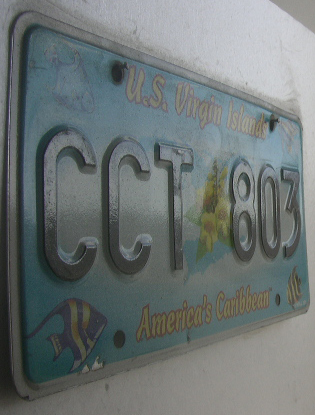 U.S. Virgin Islands
CCT 803
America's Caribbean